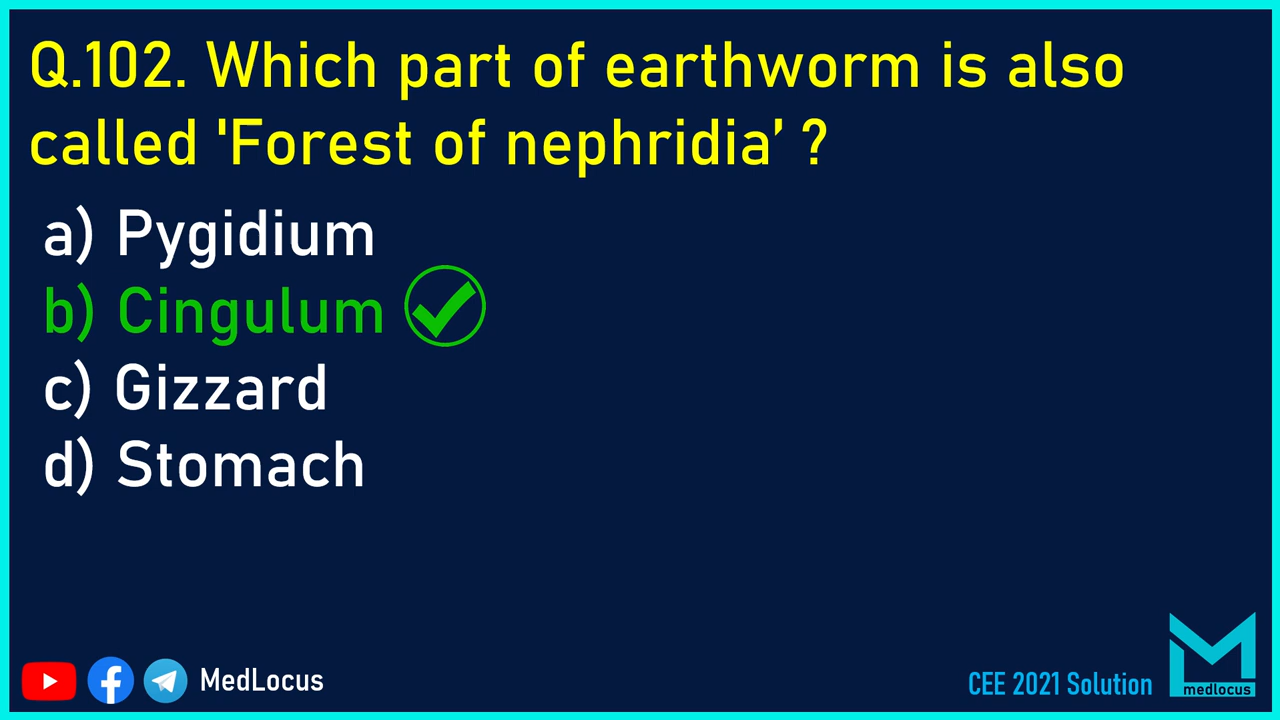 Q.102. Which part of earthworm is also
called 'Forest of nephridia’ ?
a) Pygidium
b) Cingulum
c) Gizzard
d) Stomach
MedLocus
CEE 2021 Solution
medlocus